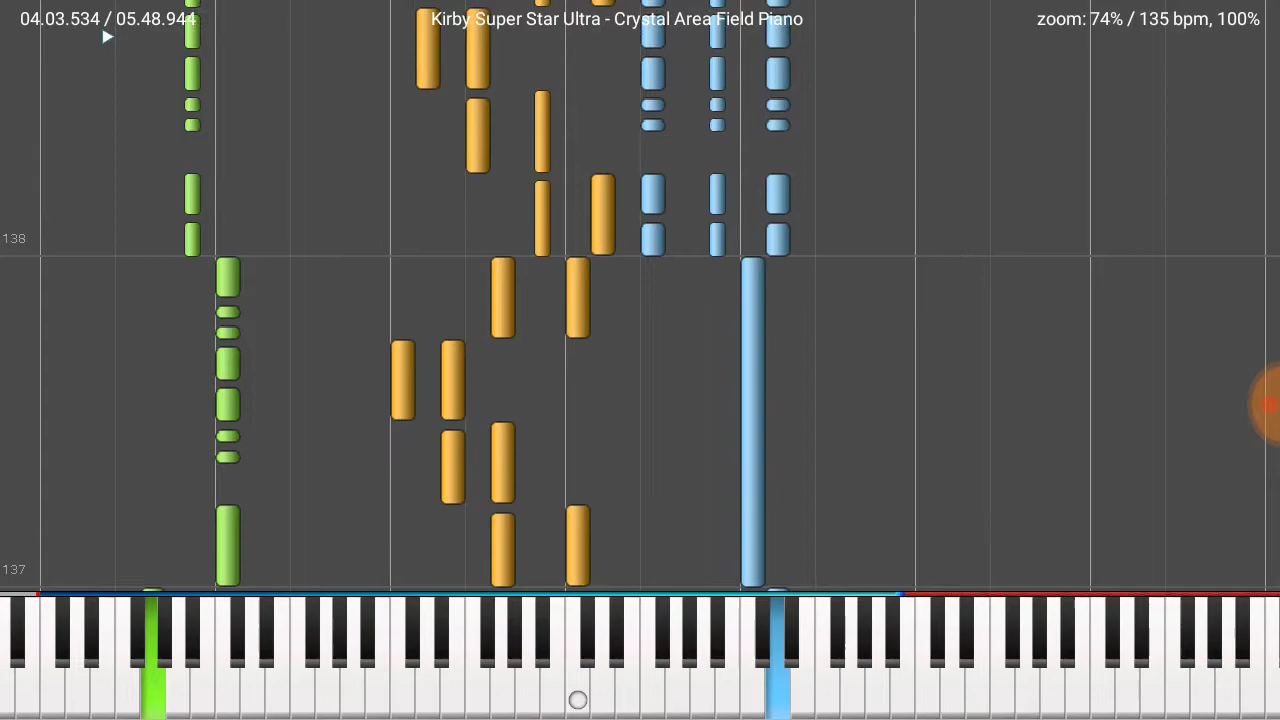 04.03.534 / 05.48.944
Kirby Super Star Ultra - Crystal Area Field Piano
zoom: 74% / 135 bpm, 100%
138
137